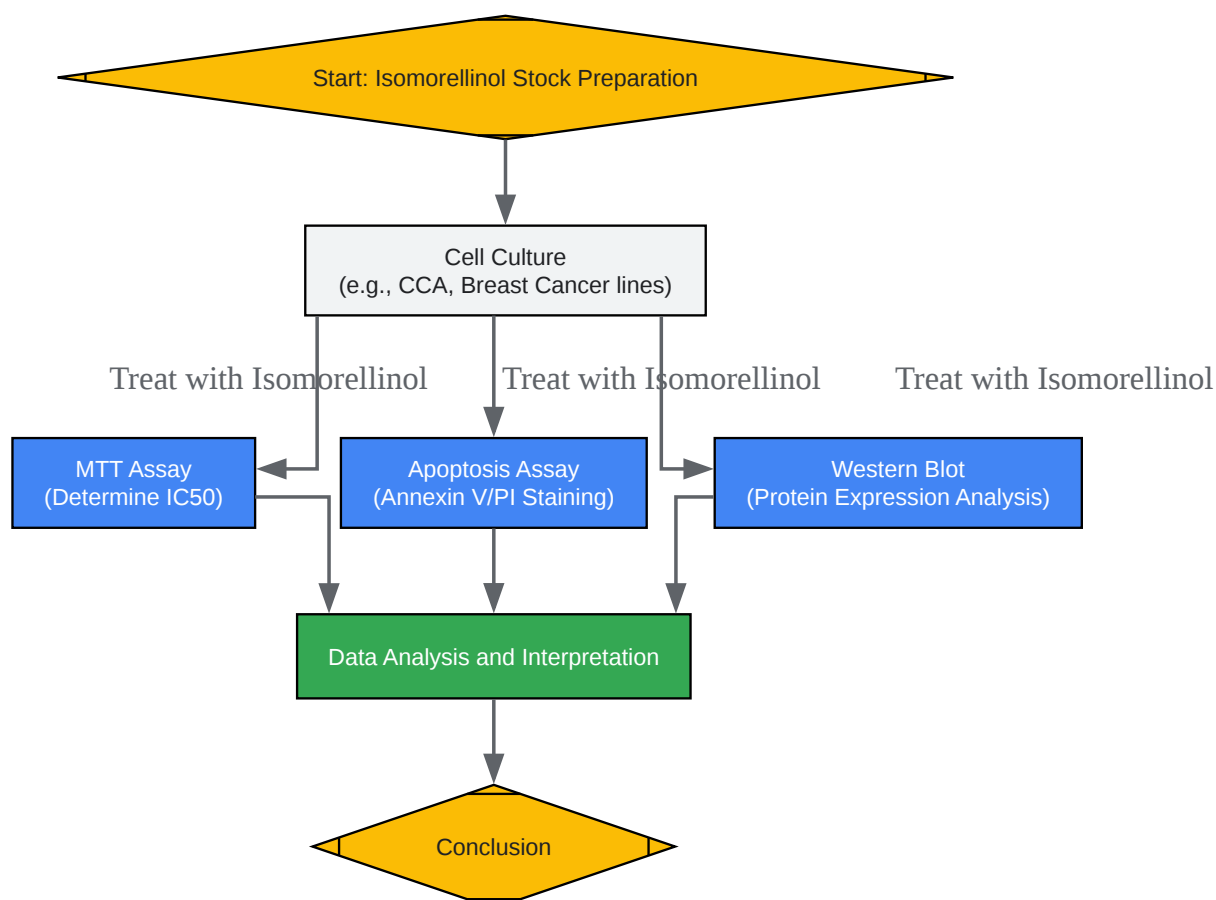 Start: Isomorellinol Stock Preparation
Cell Culture
(e.g., CCA, Breast Cancer lines)
Treat with Isomorellinol
Treat with Isomorellinol
Treat with Isomorellinol
MTT Assay
(Determine IC50)
Apoptosis Assay
(Annexin V/PI Staining)
Western Blot
(Protein Expression Analysis)
Data Analysis and Interpretation
Conclusion